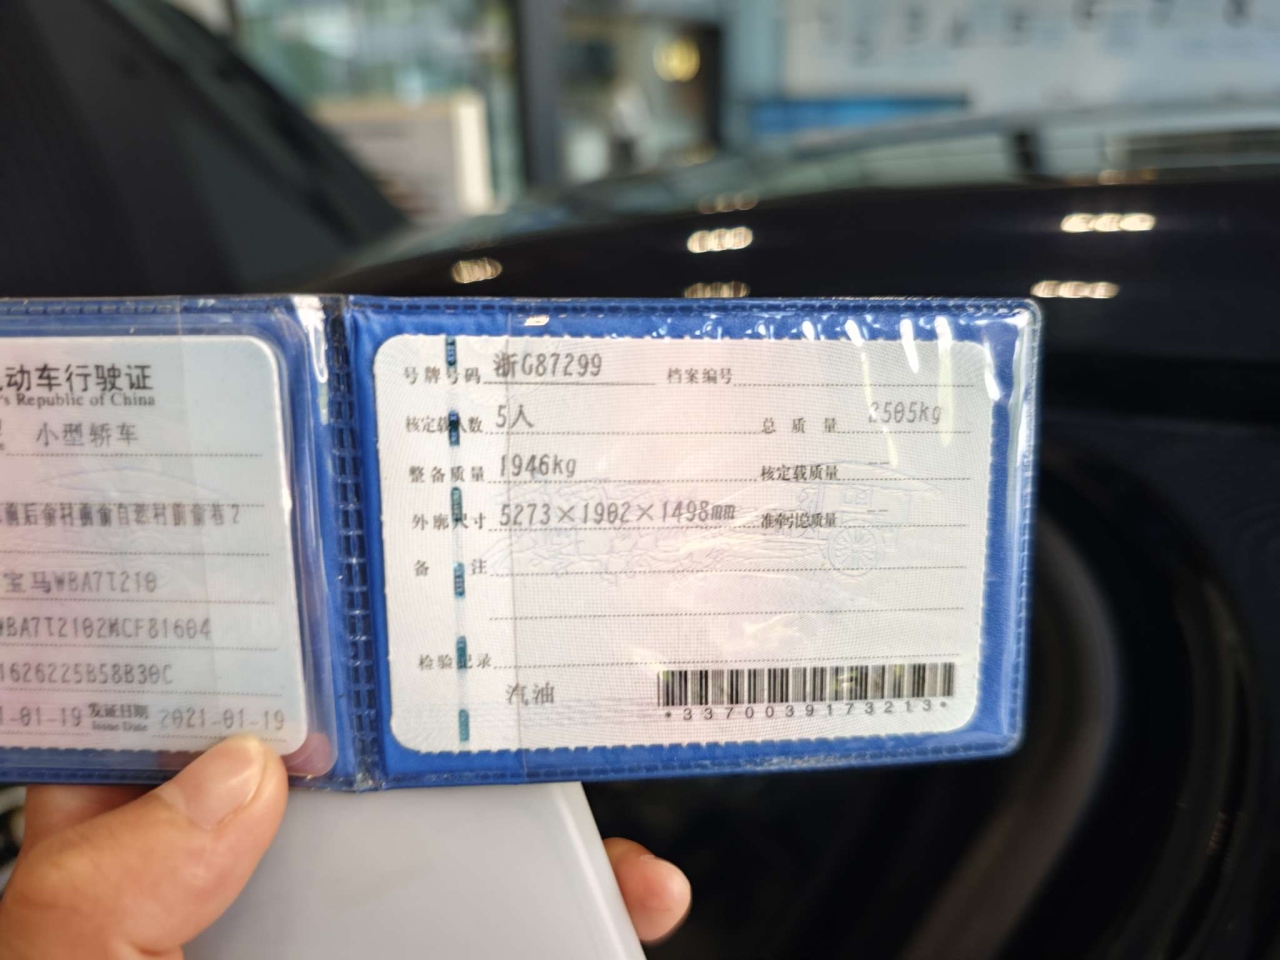 动车行驶证
's Republic of China
小型轿车
宝马WBA7T210
WBA7T2102MCF81604
1626225B58B30C
1-01-19 发证日期 Issue Date 2021-01-19
号牌号码 浙G87299 档案编号
核定载人数 5人 总质量 2505kg
整备质量 1946kg 核定载质量 --
外廓尺寸 5273×1902×1498mm 准牵引总质量 --
备注
检验记录
汽油
*3370039173213*